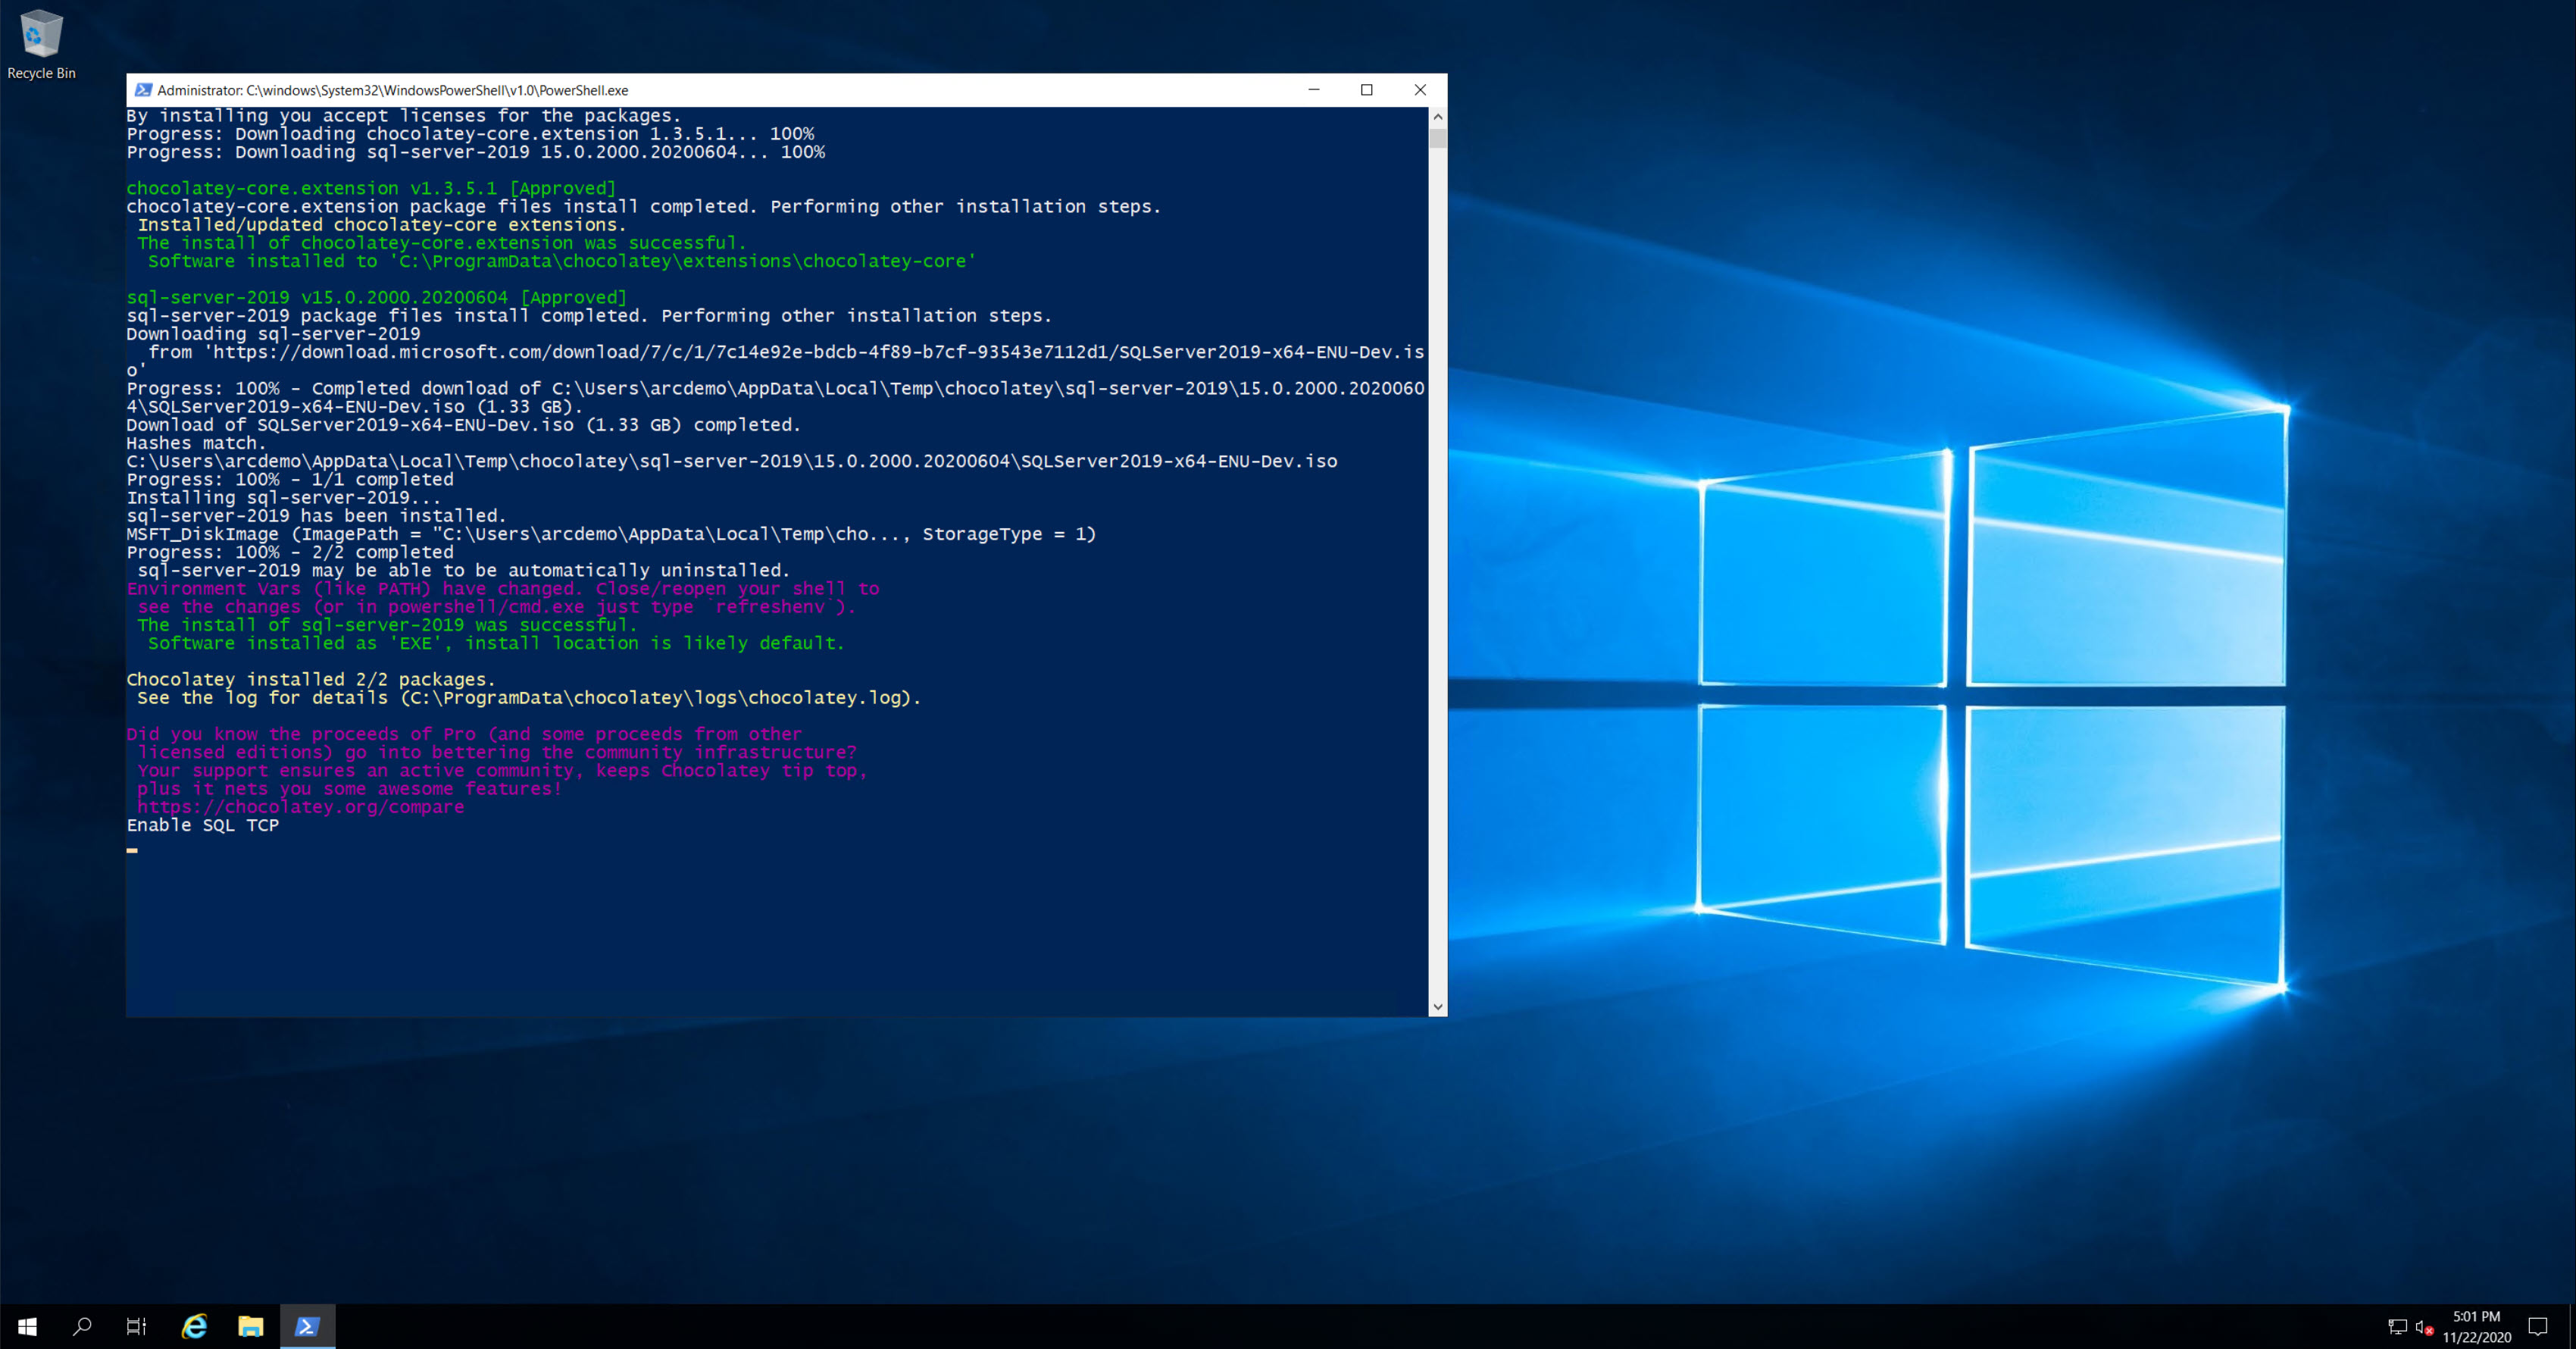 Recycle Bin
Administrator: C:\windows\System32\WindowsPowerShell\v1.0\PowerShell.exe
By installing you accept licenses for the packages.
Progress: Downloading chocolatey-core.extension 1.3.5.1... 100%
Progress: Downloading sql-server-2019 15.0.2000.20200604... 100%
chocolatey-core.extension v1.3.5.1 [Approved]
chocolatey-core.extension package files install completed. Performing other installation steps.
Installed/updated chocolatey-core extensions.
The install of chocolatey-core.extension was successful.
Software installed to 'C:\ProgramData\chocolatey\extensions\chocolatey-core'
sql-server-2019 v15.0.2000.20200604 [Approved]
sql-server-2019 package files install completed. Performing other installation steps.
Downloading sql-server-2019
from 'https://download.microsoft.com/download/7/c/1/7c14e92e-bdcb-4f89-b7cf-93543e7112d1/SQLServer2019-x64-ENU-Dev.is
o'
Progress: 100% - Completed download of C:\Users\arcdemo\AppData\Local\Temp\chocolatey\sql-server-2019\15.0.2000.2020060
4\SQLServer2019-x64-ENU-Dev.iso (1.33 GB).
Download of SQLServer2019-x64-ENU-Dev.iso (1.33 GB) completed.
Hashes match.
C:\Users\arcdemo\AppData\Local\Temp\chocolatey\sql-server-2019\15.0.2000.20200604\SQLServer2019-x64-ENU-Dev.iso
Progress: 100% - 1/1 completed
Installing sql-server-2019...
sql-server-2019 has been installed.
MSFT_DiskImage (ImagePath = "C:\Users\arcdemo\AppData\Local\Temp\cho..., StorageType = 1)
Progress: 100% - 2/2 completed
sql-server-2019 may be able to be automatically uninstalled.
Environment Vars (like PATH) have changed. Close/reopen your shell to
see the changes (or in powershell/cmd.exe just type `refreshenv`).
The install of sql-server-2019 was successful.
Software installed as 'EXE', install location is likely default.
Chocolatey installed 2/2 packages.
See the log for details (C:\ProgramData\chocolatey\logs\chocolatey.log).
Did you know the proceeds of Pro (and some proceeds from other
licensed editions) go into bettering the community infrastructure?
Your support ensures an active community, keeps Chocolatey tip top,
plus it nets you some awesome features!
https://chocolatey.org/compare
Enable SQL TCP
5:01 PM
11/22/2020